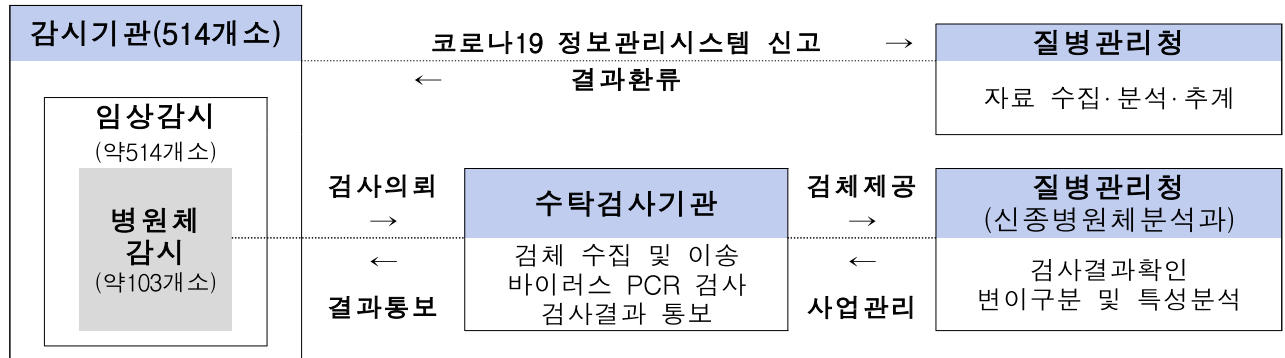 감시기관(514개소)
코로나19 정보관리시스템 신고 →
← 결과환류
질병관리청
자료 수집·분석·추계
임상감시
(약514개소)
병원체
감시
(약103개소)
검사의뢰
→
←
결과통보
수탁검사기관
검체 수집 및 이송
바이러스 PCR 검사
검사결과 통보
검체제공
→
←
사업관리
질병관리청
(신종병원체분석과)
검사결과확인
변이구분 및 특성분석